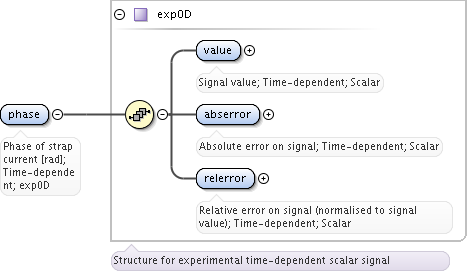 exp0D
value
Signal value; Time-dependent; Scalar
phase
abserror
Phase of strap
current [rad];
Time-depende
nt; exp0D
Absolute error on signal; Time-dependent; Scalar
relerror
Relative error on signal (normalised to signal
value); Time-dependent; Scalar
Structure for experimental time-dependent scalar signal